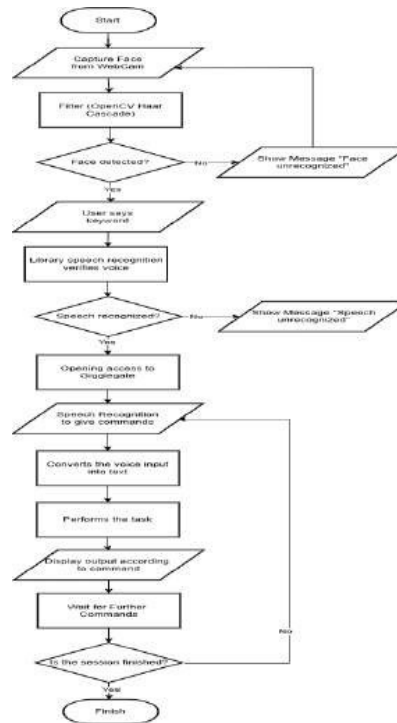 Start
Capture Face
from WebCam
Filter (OpenCV Haar
Cascade)
Face detected?
No
Show Message "Face
unrecognized"
Yes
User says
keyword
Library speech recognition
verifies voice
Speech recognized?
No
Show Message "Speech
unrecognized"
Yes
Opening access to
Gigglegate
Speech Recognition
to give commands
Converts the voice input
into text
Performs the task
Display output according
to command
Wait for Further
Commands
No
Is the session finished?
Yes
Finish